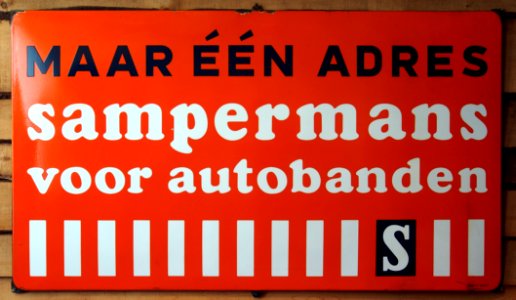 MAAR ÉÉN ADRES
sampermans
voor autobanden
S